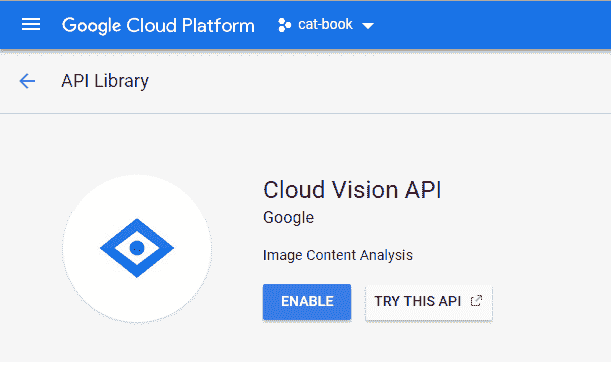 Google Cloud Platform cat-book
API Library
Cloud Vision API
Google
Image Content Analysis
ENABLE TRY THIS API